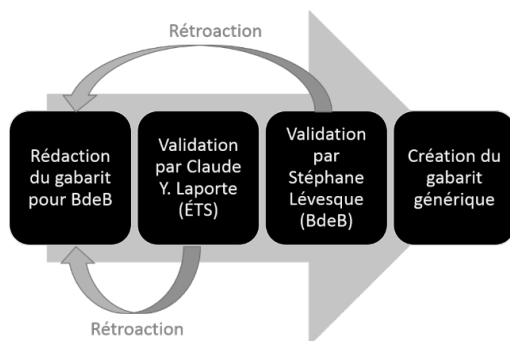 Rétroaction
Rédaction
du gabarit
pour BdeB
Validation
par Claude
Y. Laporte
(ÉTS)
Validation
par
Stéphane
Lévesque
(BdeB)
Création du
gabarit
générique
Rétroaction